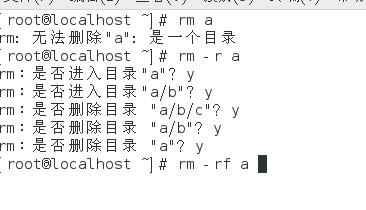 [root@localhost ~]# rm a
rm: 无法删除"a": 是一个目录
[root@localhost ~]# rm -r a
rm：是否进入目录"a"? y
rm：是否进入目录"a/b"? y
rm：是否删除目录 "a/b/c"? y
rm：是否删除目录 "a/b"? y
rm：是否删除目录 "a"? y
[root@localhost ~]# rm -rf a